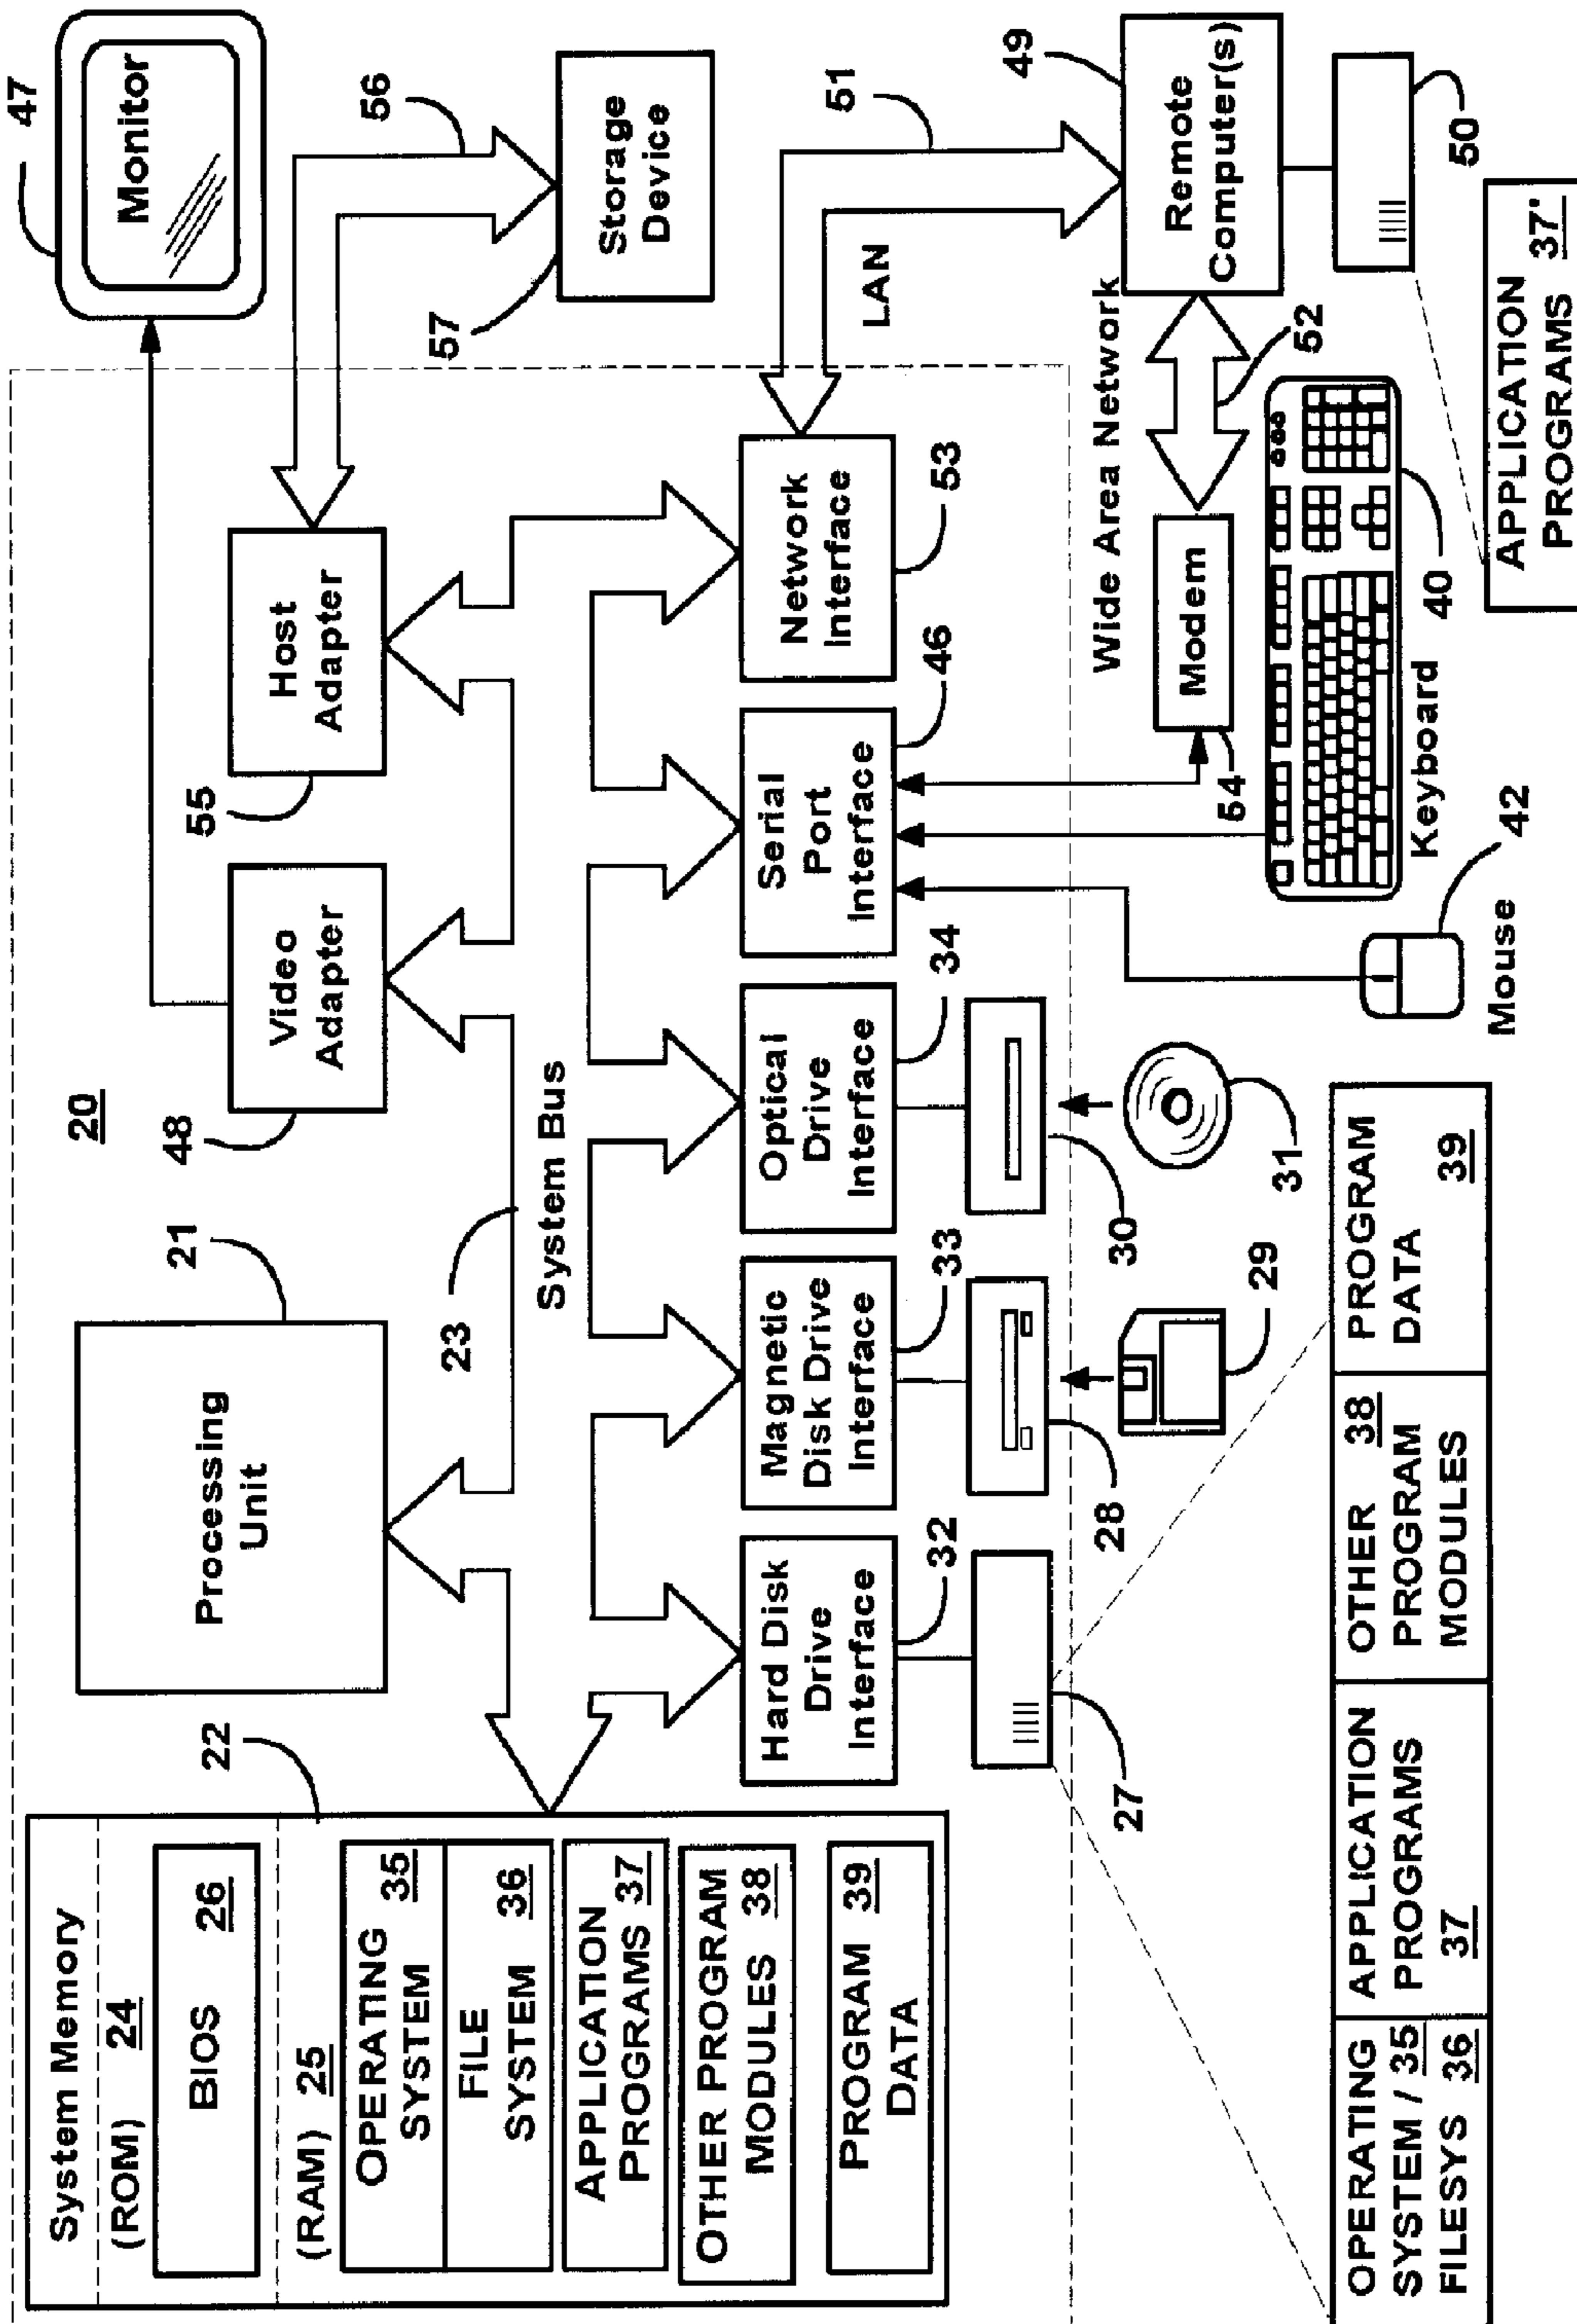 20
System Memory
(ROM) 24
BIOS 26
(RAM) 25
OPERATING
SYSTEM 35
FILE
SYSTEM 36
APPLICATION
PROGRAMS 37
OTHER PROGRAM
MODULES 38
PROGRAM 39
DATA
22
Processing
Unit
21
23
System Bus
48
Video
Adapter
55
Host
Adapter
47
Monitor
56
57
Storage
Device
Hard Disk
Drive
Interface
32
Magnetic
Disk Drive
Interface
33
Optical
Drive
Interface
34
Serial
Port
Interface
46
Network
Interface
53
LAN
51
27
28
29
30
31
Wide Area Network
Modem
54
52
49
Remote
Computer(s)
50
Keyboard
40
Mouse
42
OPERATING
SYSTEM / 35
FILESYS 36
APPLICATION
PROGRAMS
37
OTHER 38
PROGRAM
MODULES
PROGRAM
DATA
39
APPLICATION
PROGRAMS 37'